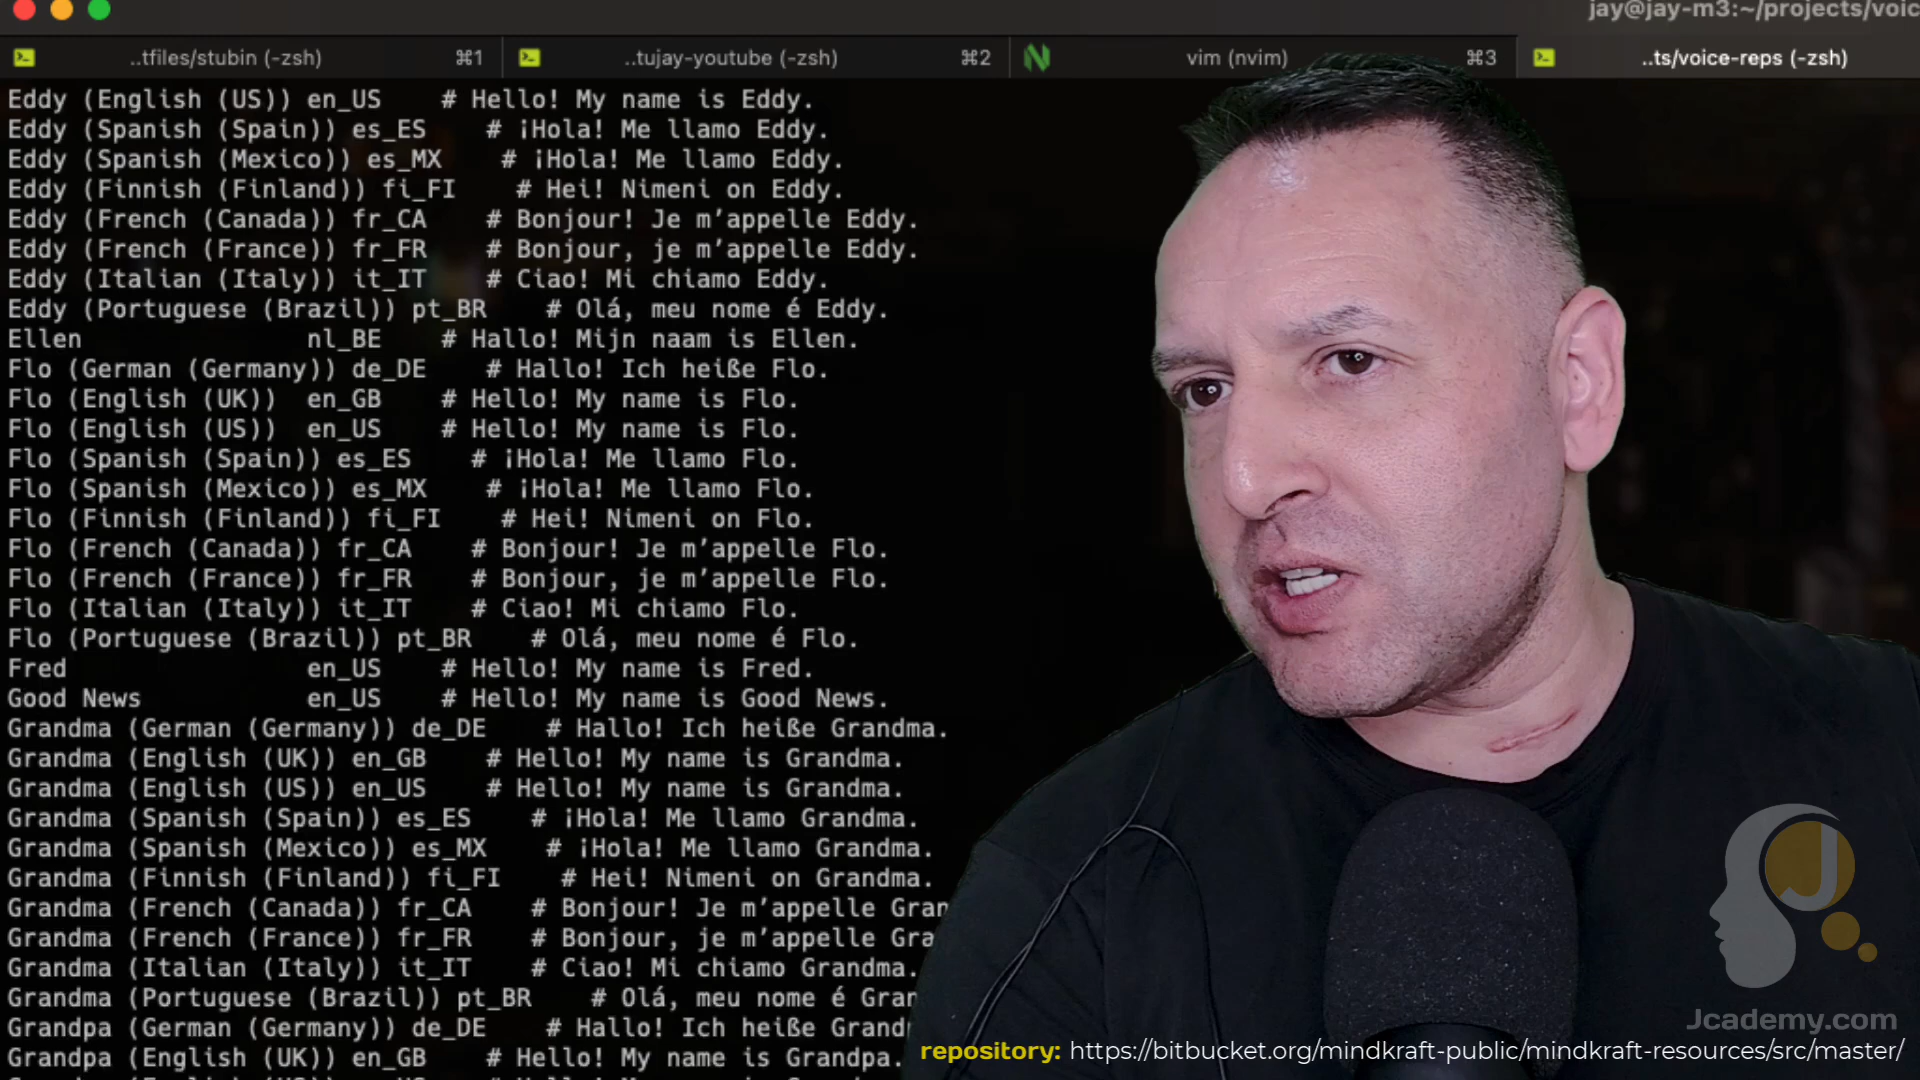 jay@jay-m3:~/projects/voic
..tfiles/stubin (-zsh) ⌘1 ..tujay-youtube (-zsh) ⌘2 vim (nvim) ⌘3 ..ts/voice-reps (-zsh)
Eddy (English (US)) en_US    # Hello! My name is Eddy.
Eddy (Spanish (Spain)) es_ES    # ¡Hola! Me llamo Eddy.
Eddy (Spanish (Mexico)) es_MX    # ¡Hola! Me llamo Eddy.
Eddy (Finnish (Finland)) fi_FI    # Hei! Nimeni on Eddy.
Eddy (French (Canada)) fr_CA    # Bonjour! Je m’appelle Eddy.
Eddy (French (France)) fr_FR    # Bonjour, je m’appelle Eddy.
Eddy (Italian (Italy)) it_IT    # Ciao! Mi chiamo Eddy.
Eddy (Portuguese (Brazil)) pt_BR    # Olá, meu nome é Eddy.
Ellen               nl_BE    # Hallo! Mijn naam is Ellen.
Flo (German (Germany)) de_DE    # Hallo! Ich heiße Flo.
Flo (English (UK))  en_GB    # Hello! My name is Flo.
Flo (English (US))  en_US    # Hello! My name is Flo.
Flo (Spanish (Spain)) es_ES    # ¡Hola! Me llamo Flo.
Flo (Spanish (Mexico)) es_MX    # ¡Hola! Me llamo Flo.
Flo (Finnish (Finland)) fi_FI    # Hei! Nimeni on Flo.
Flo (French (Canada)) fr_CA    # Bonjour! Je m’appelle Flo.
Flo (French (France)) fr_FR    # Bonjour, je m’appelle Flo.
Flo (Italian (Italy)) it_IT    # Ciao! Mi chiamo Flo.
Flo (Portuguese (Brazil)) pt_BR    # Olá, meu nome é Flo.
Fred                en_US    # Hello! My name is Fred.
Good News           en_US    # Hello! My name is Good News.
Grandma (German (Germany)) de_DE    # Hallo! Ich heiße Grandma.
Grandma (English (UK)) en_GB    # Hello! My name is Grandma.
Grandma (English (US)) en_US    # Hello! My name is Grandma.
Grandma (Spanish (Spain)) es_ES    # ¡Hola! Me llamo Grandma.
Grandma (Spanish (Mexico)) es_MX    # ¡Hola! Me llamo Grandma.
Grandma (Finnish (Finland)) fi_FI    # Hei! Nimeni on Grandma.
Grandma (French (Canada)) fr_CA    # Bonjour! Je m’appelle Gran
Grandma (French (France)) fr_FR    # Bonjour, je m’appelle Gra
Grandma (Italian (Italy)) it_IT    # Ciao! Mi chiamo Grandma.
Grandma (Portuguese (Brazil)) pt_BR    # Olá, meu nome é Gran
Grandpa (German (Germany)) de_DE    # Hallo! Ich heiße Grand
Grandpa (English (UK)) en_GB    # Hello! My name is Grandpa.
J
Jcademy.com
repository: https://bitbucket.org/mindkraft-public/mindkraft-resources/src/master/